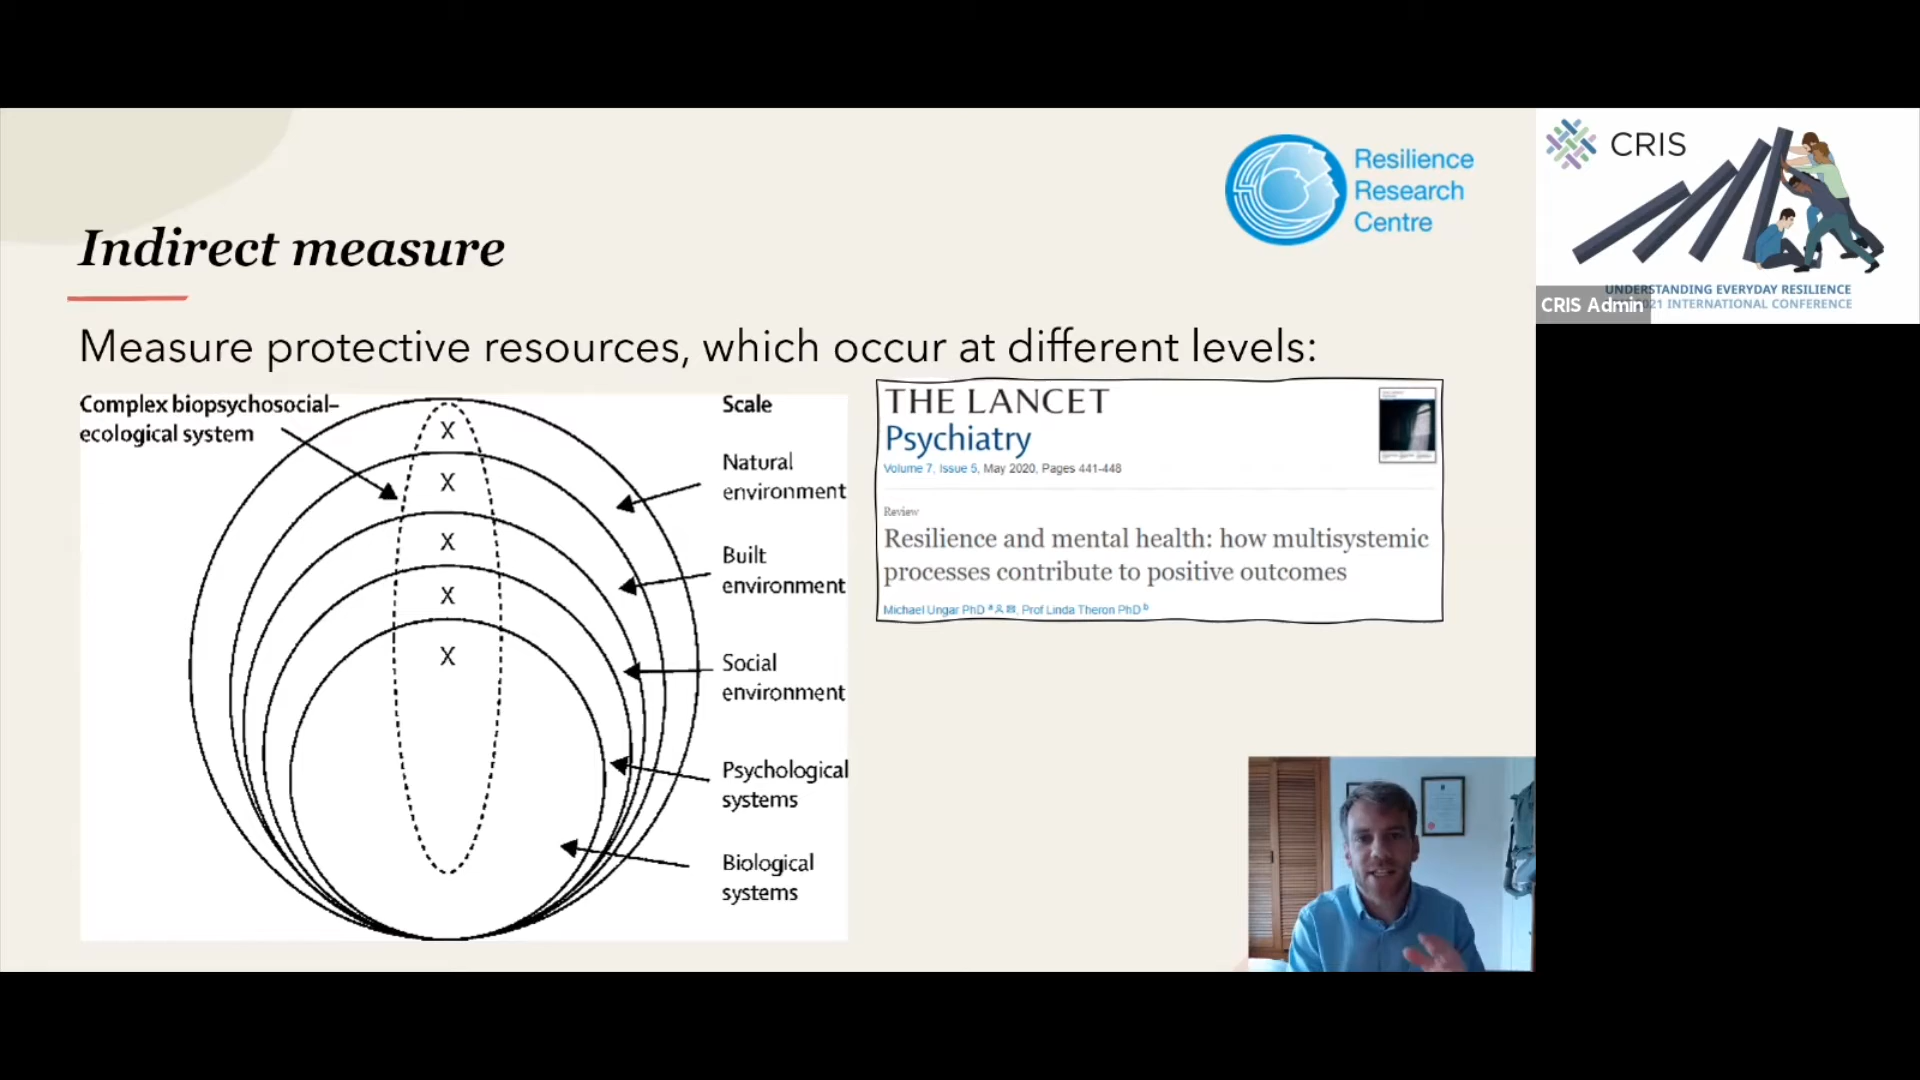 Resilience
Research
Centre
CRIS
UNDERSTANDING EVERYDAY RESILIENCE
21 INTERNATIONAL CONFERENCE
CRIS Admin
Indirect measure
Measure protective resources, which occur at different levels:
Complex biopsychosocial–
ecological system
X
X
X
X
X
Scale
Natural
environment
Built
environment
Social
environment
Psychological
systems
Biological
systems
THE LANCET
Psychiatry
Volume 7, Issue 5, May 2020, Pages 441-448
Review
Resilience and mental health: how multisystemic
processes contribute to positive outcomes
Michael Ungar PhD a, Prof Linda Theron PhD b